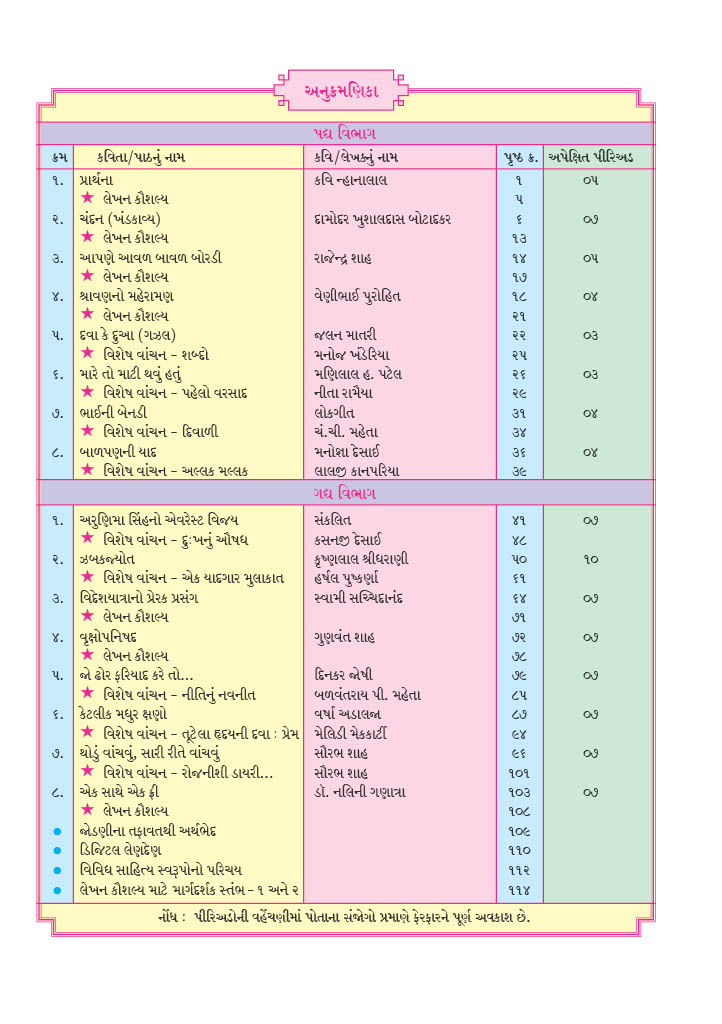 અનુક્રમણિકા
પદ્ય વિભાગ
ક્રમ કવિતા/પાઠનું નામ કવિ/લેખકનું નામ પૃષ્ઠ ક્ર. અપેક્ષિત પીરિઅડ
૧. પ્રાર્થના કવિ ન્હાનાલાલ ૧ ૦૫
★ લેખન કૌશલ્ય ૫
૨. ચંદન (ખંડકાવ્ય) દામોદર ખુશાલદાસ બોટાદકર ૬ ૦૭
★ લેખન કૌશલ્ય ૧૩
૩. આપણે આવળ બાવળ બોરડી રાજેન્દ્ર શાહ ૧૪ ૦૫
★ લેખન કૌશલ્ય ૧૭
૪. શ્રાવણનો મહેરામણ વેણીભાઈ પુરોહિત ૧૮ ૦૪
★ લેખન કૌશલ્ય ૨૧
૫. દવા કે દુઆ (ગઝલ) જલન માતરી ૨૨ ૦૩
★ વિશેષ વાંચન – શબ્દો મનોજ ખંડેરિયા ૨૫
૬. મારે તો માટી થવું હતું મણિલાલ હ. પટેલ ૨૬ ૦૩
★ વિશેષ વાંચન – પહેલો વરસાદ નીતા રામૈયા ૨૯
૭. ભાઈની બેનડી લોકગીત ૩૧ ૦૪
★ વિશેષ વાંચન – દિવાળી ચં.ચી. મહેતા ૩૪
૮. બાળપણની યાદ મનોજ્ઞા દેસાઈ ૩૬ ૦૪
★ વિશેષ વાંચન – અલ્લક મલ્લક લાલજી કાનપરિયા ૩૯
ગદ્ય વિભાગ
૧. અરુણિમા સિંહનો એવરેસ્ટ વિજય સંકલિત ૪૧ ૦૭
★ વિશેષ વાંચન – દુઃખનું ઔષધ કસનજી દેસાઈ ૪૮
૨. ઝબકજ્યોત કૃષ્ણલાલ શ્રીધરાણી ૫૦ ૧૦
★ વિશેષ વાંચન – એક યાદગાર મુલાકાત હર્ષલ પુષ્કર્ણા ૬૧
૩. વિદેશયાત્રાનો પ્રેરક પ્રસંગ સ્વામી સચ્ચિદાનંદ ૬૪ ૦૭
★ લેખન કૌશલ્ય ૭૧
૪. વૃક્ષોપનિષદ ગુણવંત શાહ ૭૨ ૦૭
★ લેખન કૌશલ્ય ૭૮
૫. જો ઢોર ફરિયાદ કરે તો... દિનકર જોષી ૭૯ ૦૭
★ વિશેષ વાંચન – નીતિનું નવનીત બળવંતરાય પી. મહેતા ૮૫
૬. કેટલીક મધુર ક્ષણો વર્ષા અડાલજા ૮૭ ૦૭
★ વિશેષ વાંચન – તૂટેલા હૃદયની દવા : પ્રેમ મેલિડી મેકકાર્ટી ૯૪
૭. થોડું વાંચવું, સારી રીતે વાંચવું સૌરભ શાહ ૯૬ ૦૭
★ વિશેષ વાંચન – રોજનીશી ડાયરી... સૌરભ શાહ ૧૦૧
૮. એક સાથે એક ફ્રી ડૉ. નલિની ગણાત્રા ૧૦૩ ૦૭
★ લેખન કૌશલ્ય ૧૦૮
● જોડણીના તફાવતથી અર્થભેદ ૧૦૯
● ડિજિટલ લેણદેણ ૧૧૦
● વિવિધ સાહિત્ય સ્વરૂપોનો પરિચય ૧૧૨
● લેખન કૌશલ્ય માટે માર્ગદર્શક સ્તંભ – ૧ અને ૨ ૧૧૪
નોંધ : પીરિઅડોની વહેંચણીમાં પોતાના સંજોગો પ્રમાણે ફેરફારને પૂર્ણ અવકાશ છે.